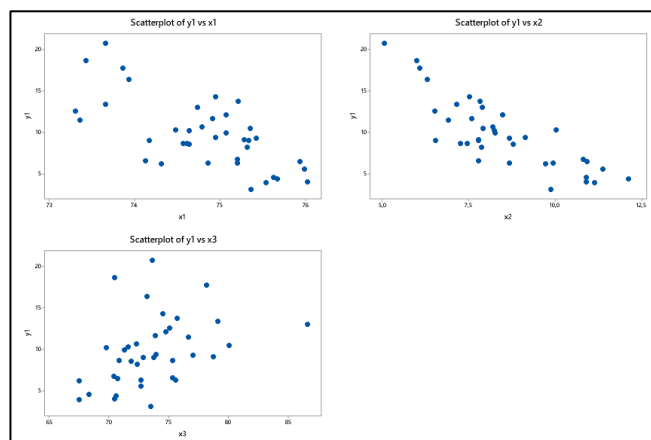 Scatterplot of y1 vs x1
20
15
10
5
y1
73
74
75
76
x1
Scatterplot of y1 vs x2
20
15
10
5
y1
5,0
7,5
10,0
12,5
x2
Scatterplot of y1 vs x3
20
15
10
5
y1
65
70
75
80
85
x3